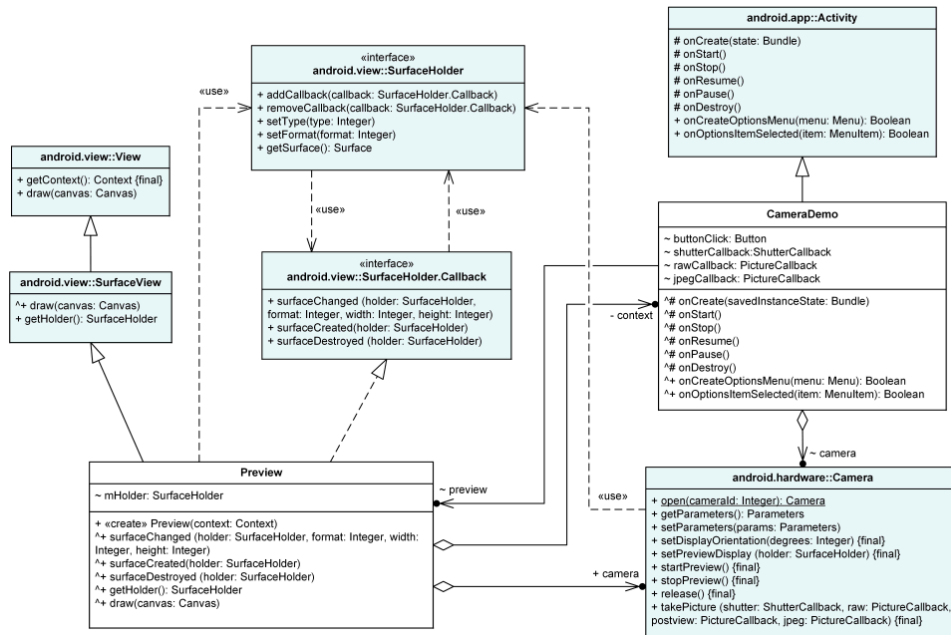 android.app::Activity
# onCreate(state: Bundle)
# onStart()
# onStop()
# onResume()
# onPause()
# onDestroy()
+ onCreateOptionsMenu(menu: Menu): Boolean
+ onOptionsItemSelected(item: MenuItem): Boolean
«interface»
android.view::SurfaceHolder
+ addCallback(callback: SurfaceHolder.Callback)
+ removeCallback(callback: SurfaceHolder.Callback)
+ setType(type: Integer)
+ setFormat(format: Integer)
+ getSurface(): Surface
«use»
android.view::View
+ getContext(): Context {final}
+ draw(canvas: Canvas)
«use»
«use»
CameraDemo
~ buttonClick: Button
~ shutterCallback:ShutterCallback
~ rawCallback: PictureCallback
~ jpegCallback: PictureCallback
^# onCreate(savedInstanceState: Bundle)
^# onStart()
^# onStop()
^# onResume()
^# onPause()
^# onDestroy()
^+ onCreateOptionsMenu(menu: Menu): Boolean
^+ onOptionsItemSelected(item: MenuItem): Boolean
«interface»
android.view::SurfaceHolder.Callback
+ surfaceChanged (holder: SurfaceHolder,
format: Integer, width: Integer, height: Integer)
+ surfaceCreated(holder: SurfaceHolder)
+ surfaceDestroyed (holder: SurfaceHolder)
android.view::SurfaceView
^+ draw(canvas: Canvas)
+ getHolder(): SurfaceHolder
- context
~ camera
Preview
~ mHolder: SurfaceHolder
+ «create» Preview(context: Context)
^+ surfaceChanged (holder: SurfaceHolder, format: Integer, width:
Integer, height: Integer)
^+ surfaceCreated(holder: SurfaceHolder)
^+ surfaceDestroyed (holder: SurfaceHolder)
^+ getHolder(): SurfaceHolder
^+ draw(canvas: Canvas)
~ preview
«use»
+ camera
android.hardware::Camera
+ open(cameraId: Integer): Camera
+ getParameters(): Parameters
+ setParameters(params: Parameters)
+ setDisplayOrientation(degrees: Integer) {final}
+ setPreviewDisplay (holder: SurfaceHolder) {final}
+ startPreview() {final}
+ stopPreview() {final}
+ release() {final}
+ takePicture (shutter: ShutterCallback, raw: PictureCallback,
postview: PictureCallback, jpeg: PictureCallback) {final}